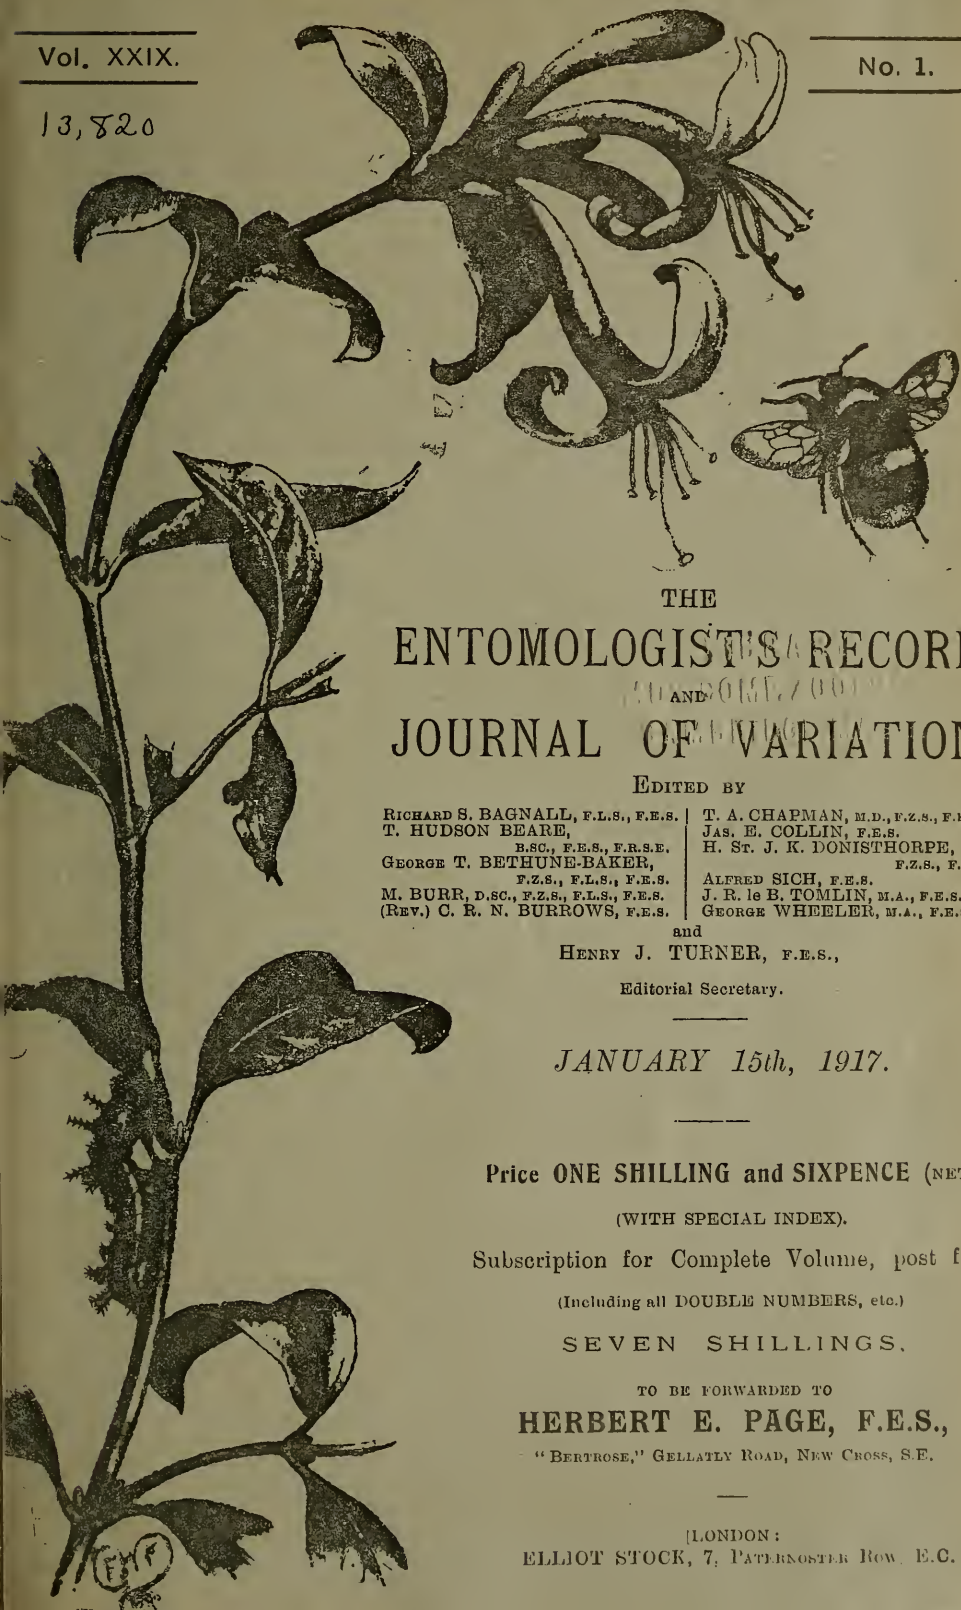 Vol. XXIX.
No. 1.
13,820
THE
ENTOMOLOGIST'S RECOR
AND
JOURNAL OF VARIATION
EDITED BY
RICHARD S. BAGNALL, F.L.S., F.E.S.
T. HUDSON BEARE,
B.SC., F.E.S., F.R.S.E.
GEORGE T. BETHUNE-BAKER,
F.Z.S., F.L.S., F.E.S.
M. BURR, D.SC., F.Z.S., F.L.S., F.E.S.
(REV.) C. R. N. BURROWS, F.E.S.
T. A. CHAPMAN, M.D., F.Z.S., F.
JAS. E. COLLIN, F.E.S.
H. ST. J. K. DONISTHORPE,
F.Z.S., F.
ALFRED SICH, F.E.S.
J. R. le B. TOMLIN, M.A., F.E.S.
GEORGE WHEELER, M.A., F.E.
and
HENRY J. TURNER, F.E.S.,
Editorial Secretary.
JANUARY 15th, 1917.
Price ONE SHILLING and SIXPENCE (NE
(WITH SPECIAL INDEX).
Subscription for Complete Volume, post f
(Including all DOUBLE NUMBERS, etc.)
SEVEN SHILLINGS,
TO BE FORWARDED TO
HERBERT E. PAGE, F.E.S.,
"BERTROSE," GELLATLY ROAD, NEW CROSS, S.E.
LONDON:
ELLIOT STOCK, 7, PATERNOSTER ROW, E.C.